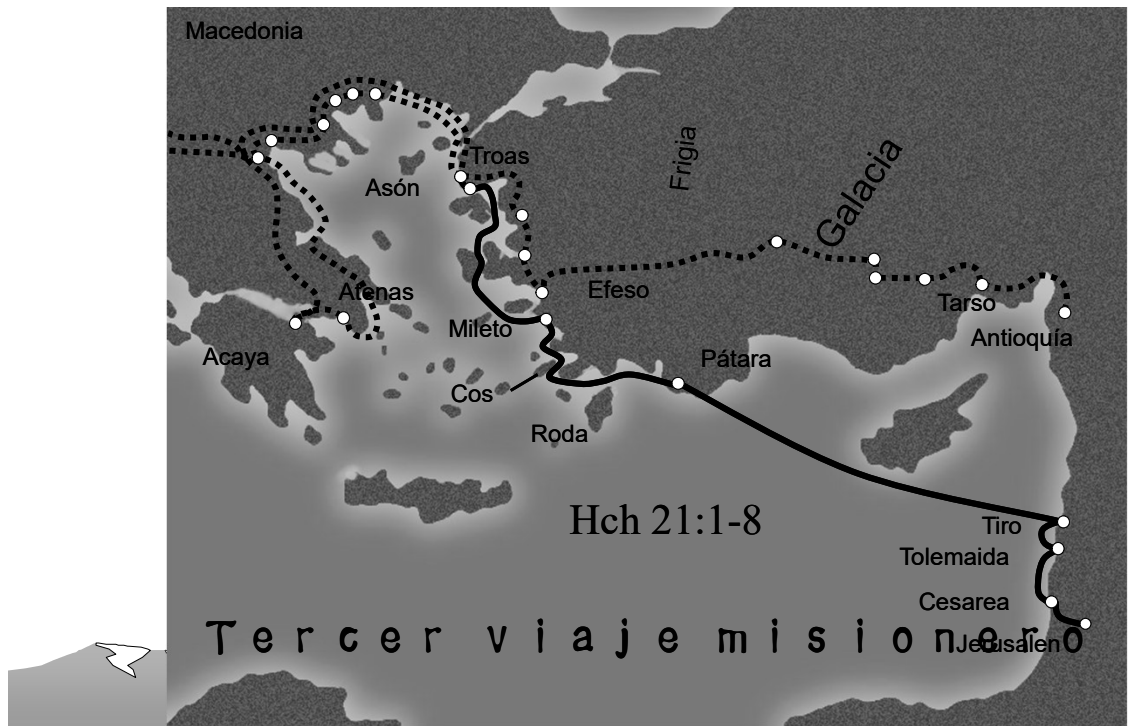 Macedonia
Troas
Frigia
Galacia
Asón
Atenas
Efeso
Tarso
Mileto
Antioquía
Acaya
Pátara
Cos
Roda
Hch 21:1-8
Tiro
Tolemaida
Cesarea
Tercer viaje misionero
Jerusalen